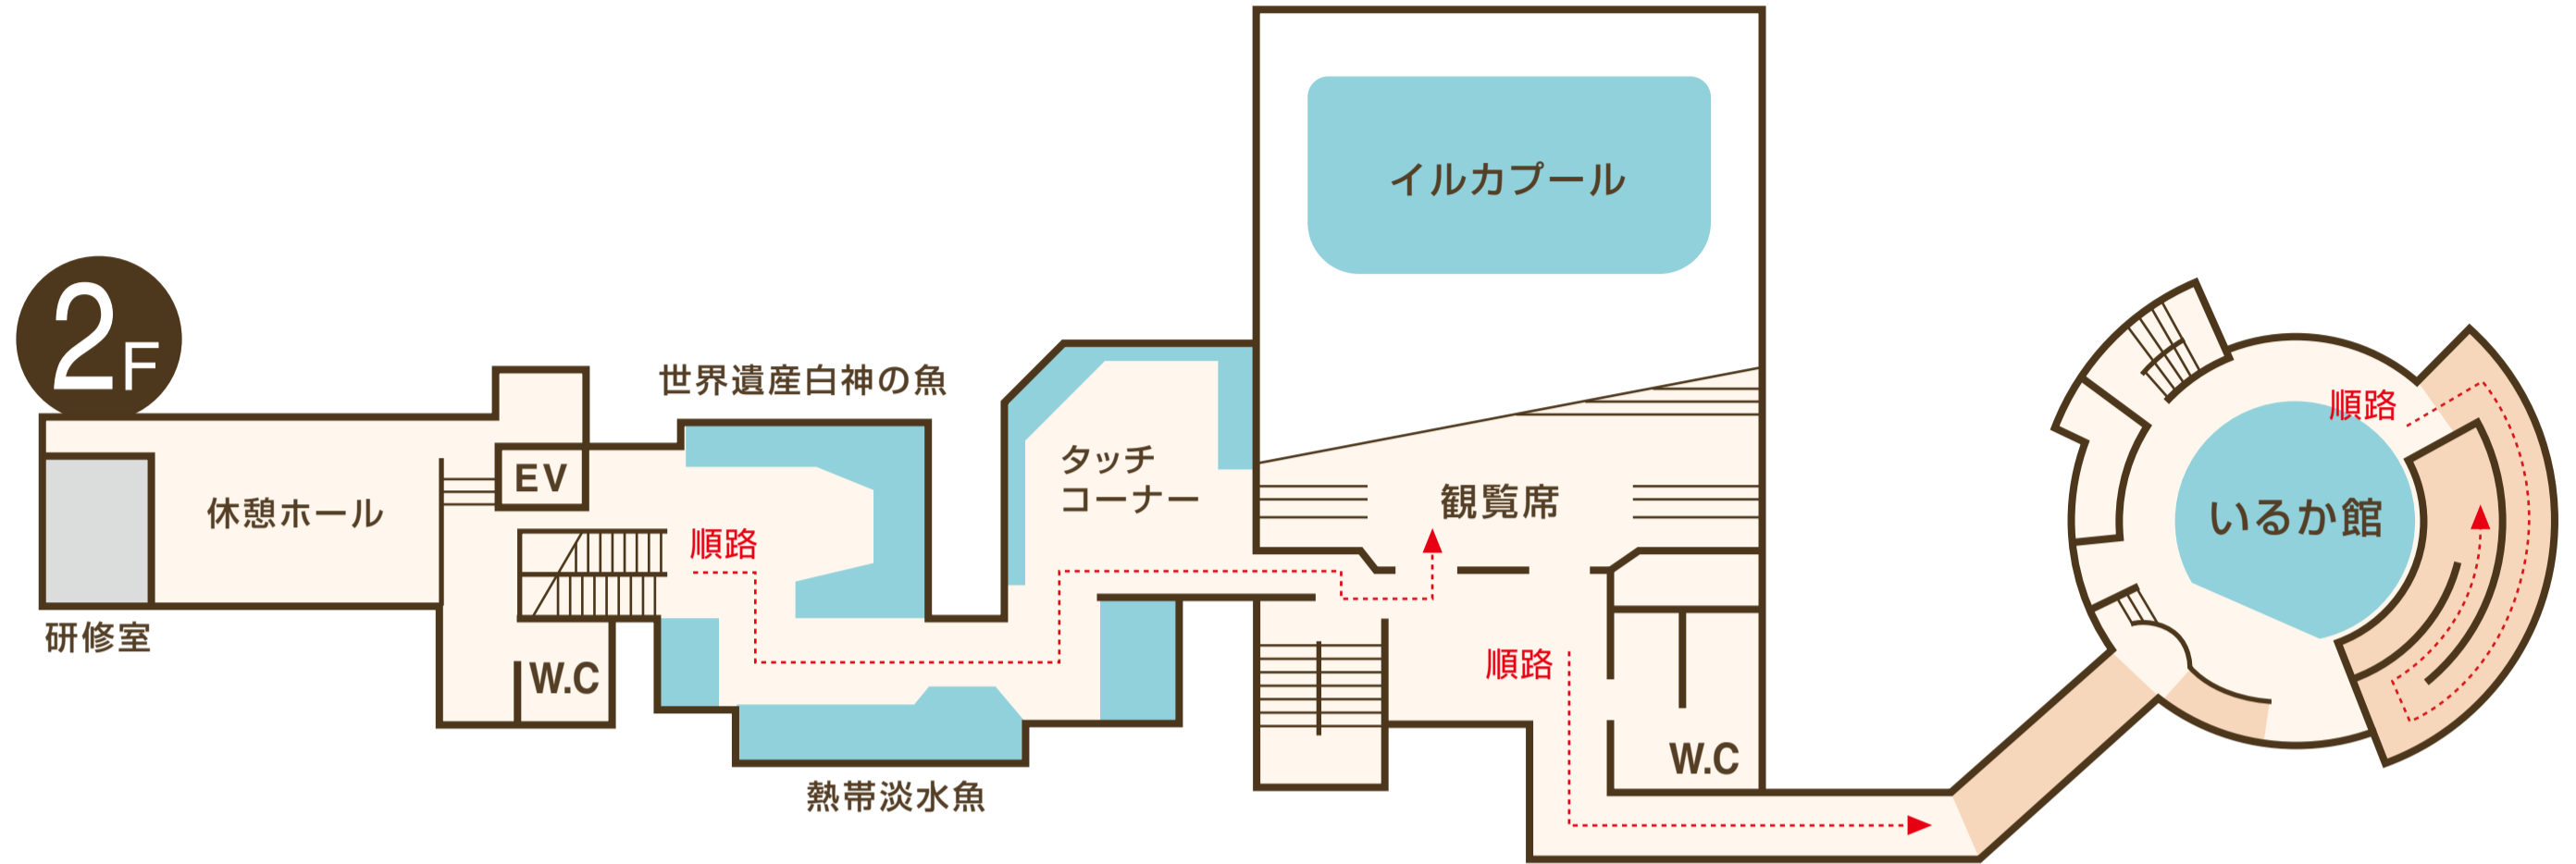 2F
イルカプール
世界遺産白神の魚
順路
タッチ
コーナー
EV
休憩ホール
観覧席
いるか館
順路
研修室
W.C
順路
W.C
熱帯淡水魚